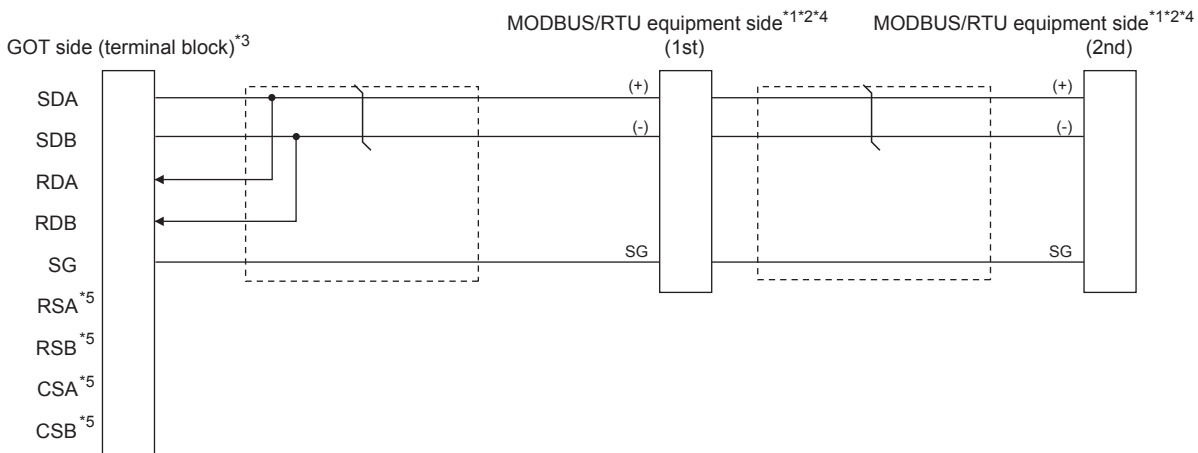 MODBUS/RTU equipment side*1*2*4
(1st)
MODBUS/RTU equipment side*1*2*4
(2nd)
GOT side (terminal block)*3
SDA
(+)
(+)
SDB
(-)
(-)
RDA
RDB
SG
SG
SG
RSA*5
RSB*5
CSA*5
CSB*5